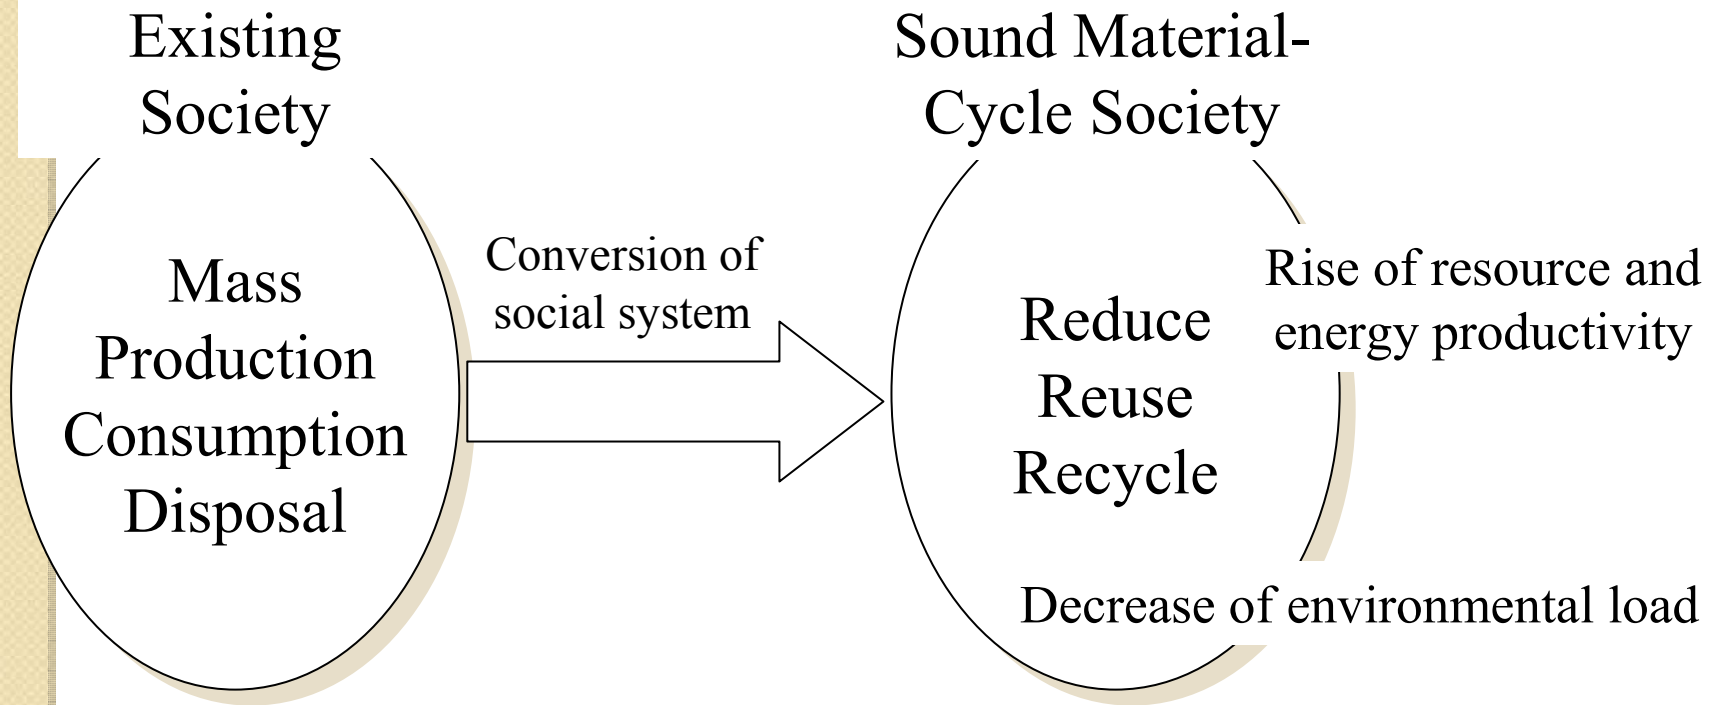 Existing
Society
Mass
Production
Consumption
Disposal
Conversion of
social system
Sound Material-
Cycle Society
Reduce
Reuse
Recycle
Rise of resource and
energy productivity
Decrease of environmental load